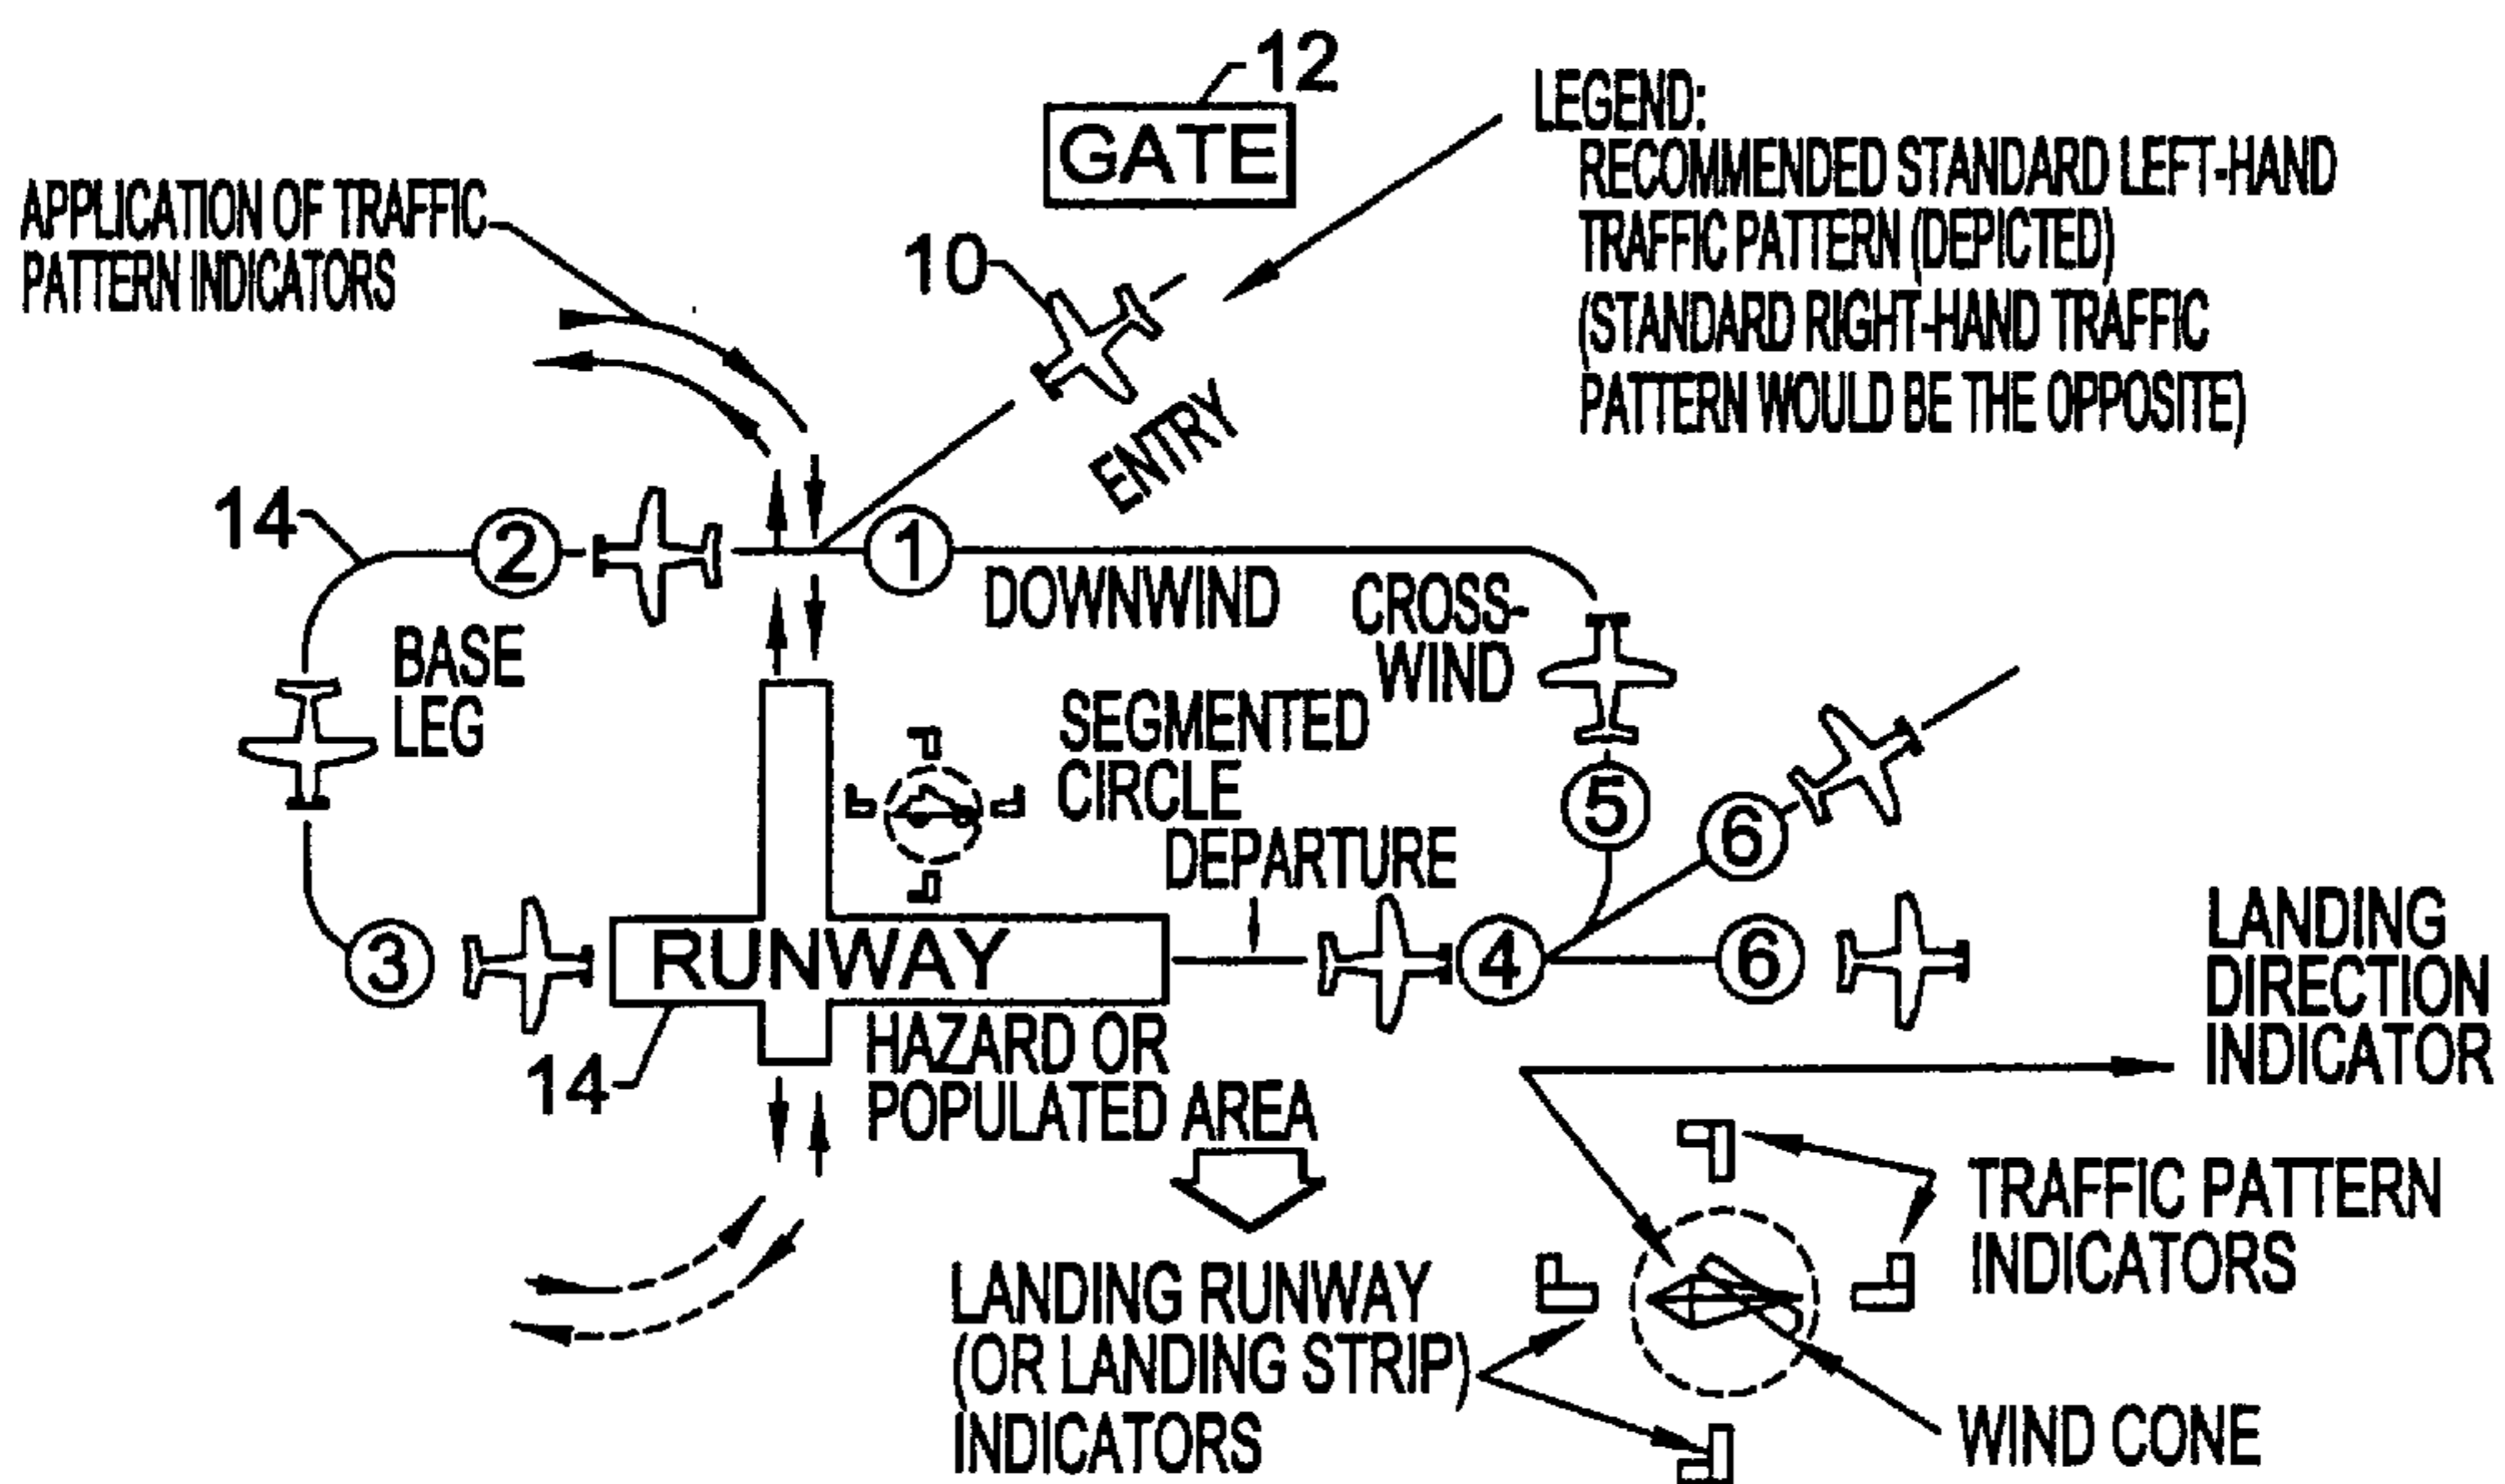 12
GATE
LEGEND:
RECOMMENDED STANDARD LEFT-HAND
TRAFFIC PATTERN (DEPICTED)
(STANDARD RIGHT-HAND TRAFFIC
PATTERN WOULD BE THE OPPOSITE)
APPLICATION OF TRAFFIC
PATTERN INDICATORS
10
ENTRY
14
2
1
DOWNWIND
CROSS-
WIND
BASE
LEG
SEGMENTED
CIRCLE
5
6
DEPARTURE
3
RUNWAY
4
6
LANDING
DIRECTION
INDICATOR
14
HAZARD OR
POPULATED AREA
TRAFFIC PATTERN
INDICATORS
LANDING RUNWAY
(OR LANDING STRIP)
INDICATORS
WIND CONE